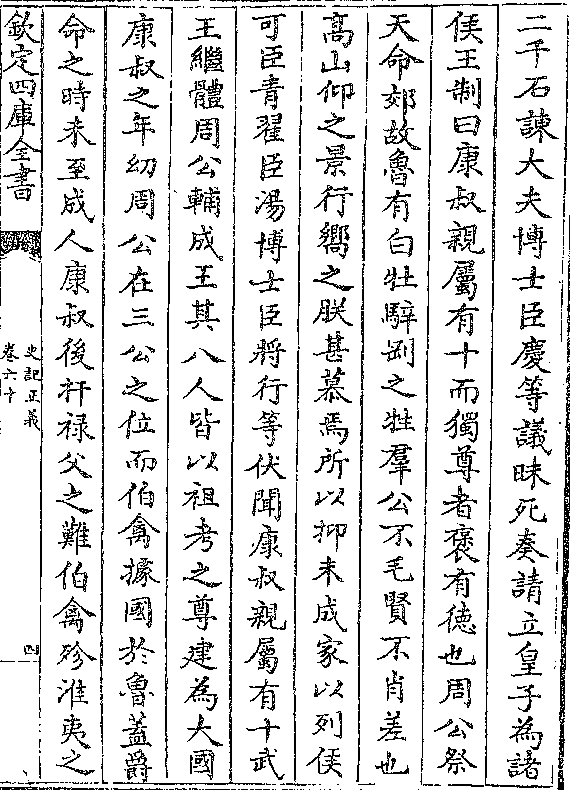 二千石諫大夫博士臣慶等議昧死奏請立皇子為諸
侯王制曰康叔親屬有十而獨尊者褒有德也周公祭
天命郊故魯有白牡騂剛之牲羣公不毛賢不肖差也
高山仰之景行嚮之朕甚慕焉所以抑未成家以列侯
可臣青翟臣湯博士臣將行等伏聞康叔親屬有十武
王繼體周公輔成王其八人皆以祖考之尊建為大國
康叔之年幼周公在三公之位而伯禽據國於魯蓋爵
命之時未至成人康叔後扞禄父之難伯禽殄淮夷之
欽定四庫全書
史記正義
卷六十
四